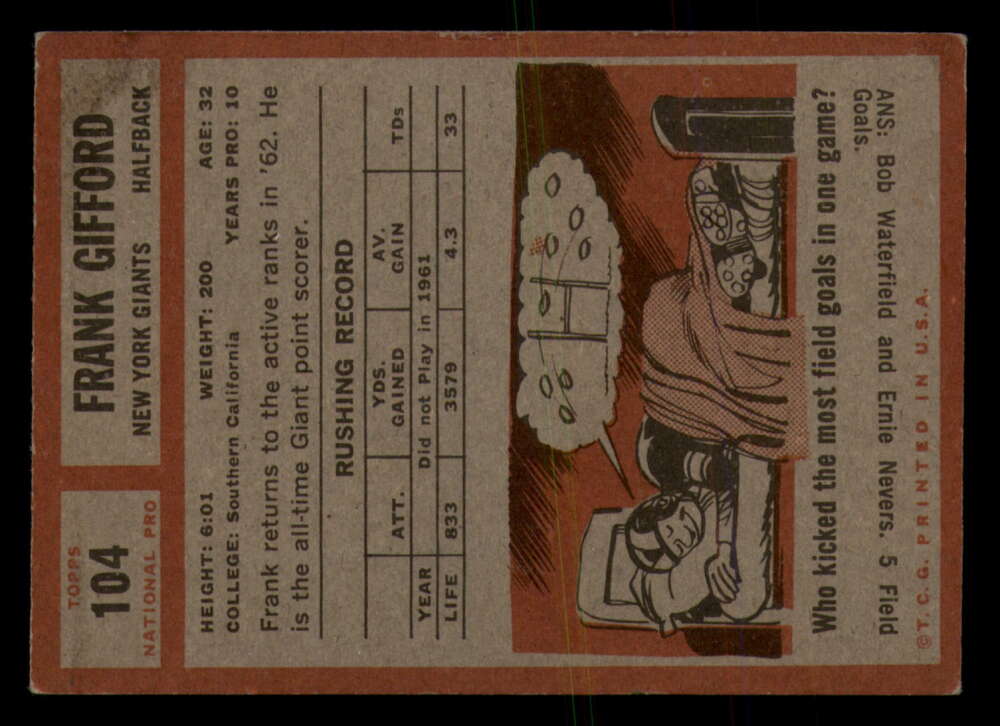 TOPPS
104
NATIONAL PRO
FRANK GIFFORD
NEW YORK GIANTS HALFBACK
HEIGHT: 6:01 WEIGHT: 200 AGE: 32
COLLEGE: Southern California YEARS PRO: 10
Frank returns to the active ranks in '62. He
is the all-time Giant point scorer.
RUSHING RECORD
ATT. YDS. GAINED AV. GAIN TDs
YEAR Did not Play in 1961
LIFE 833 3579 4.3 33
Who kicked the most field goals in one game?
ANS: Bob Waterfield and Ernie Nevers. 5 Field
Goals.
©T.C.G. PRINTED IN U.S.A.